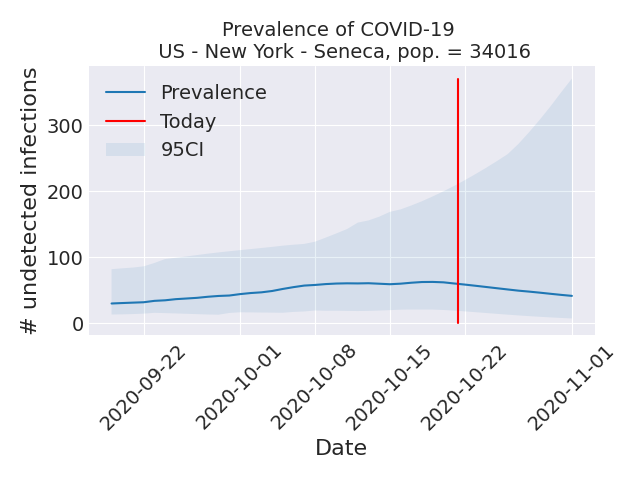 Prevalence of COVID-19
US - New York - Seneca, pop. = 34016
# undetected infections
300
200
100
0
Prevalence
Today
95CI
2020-09-22
2020-10-01
2020-10-08
2020-10-15
2020-10-22
2020-11-01
Date